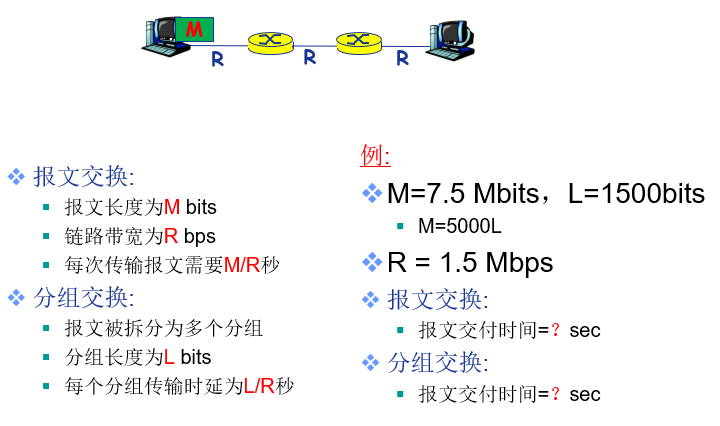 M
R
R
R
报文交换:
报文长度为M bits
链路带宽为R bps
每次传输报文需要M/R秒
分组交换:
报文被拆分为多个分组
分组长度为L bits
每个分组传输时延为L/R秒
例:
M=7.5 Mbits，L=1500bits
M=5000L
R = 1.5 Mbps
报文交换:
报文交付时间=？sec
分组交换:
报文交付时间=？sec